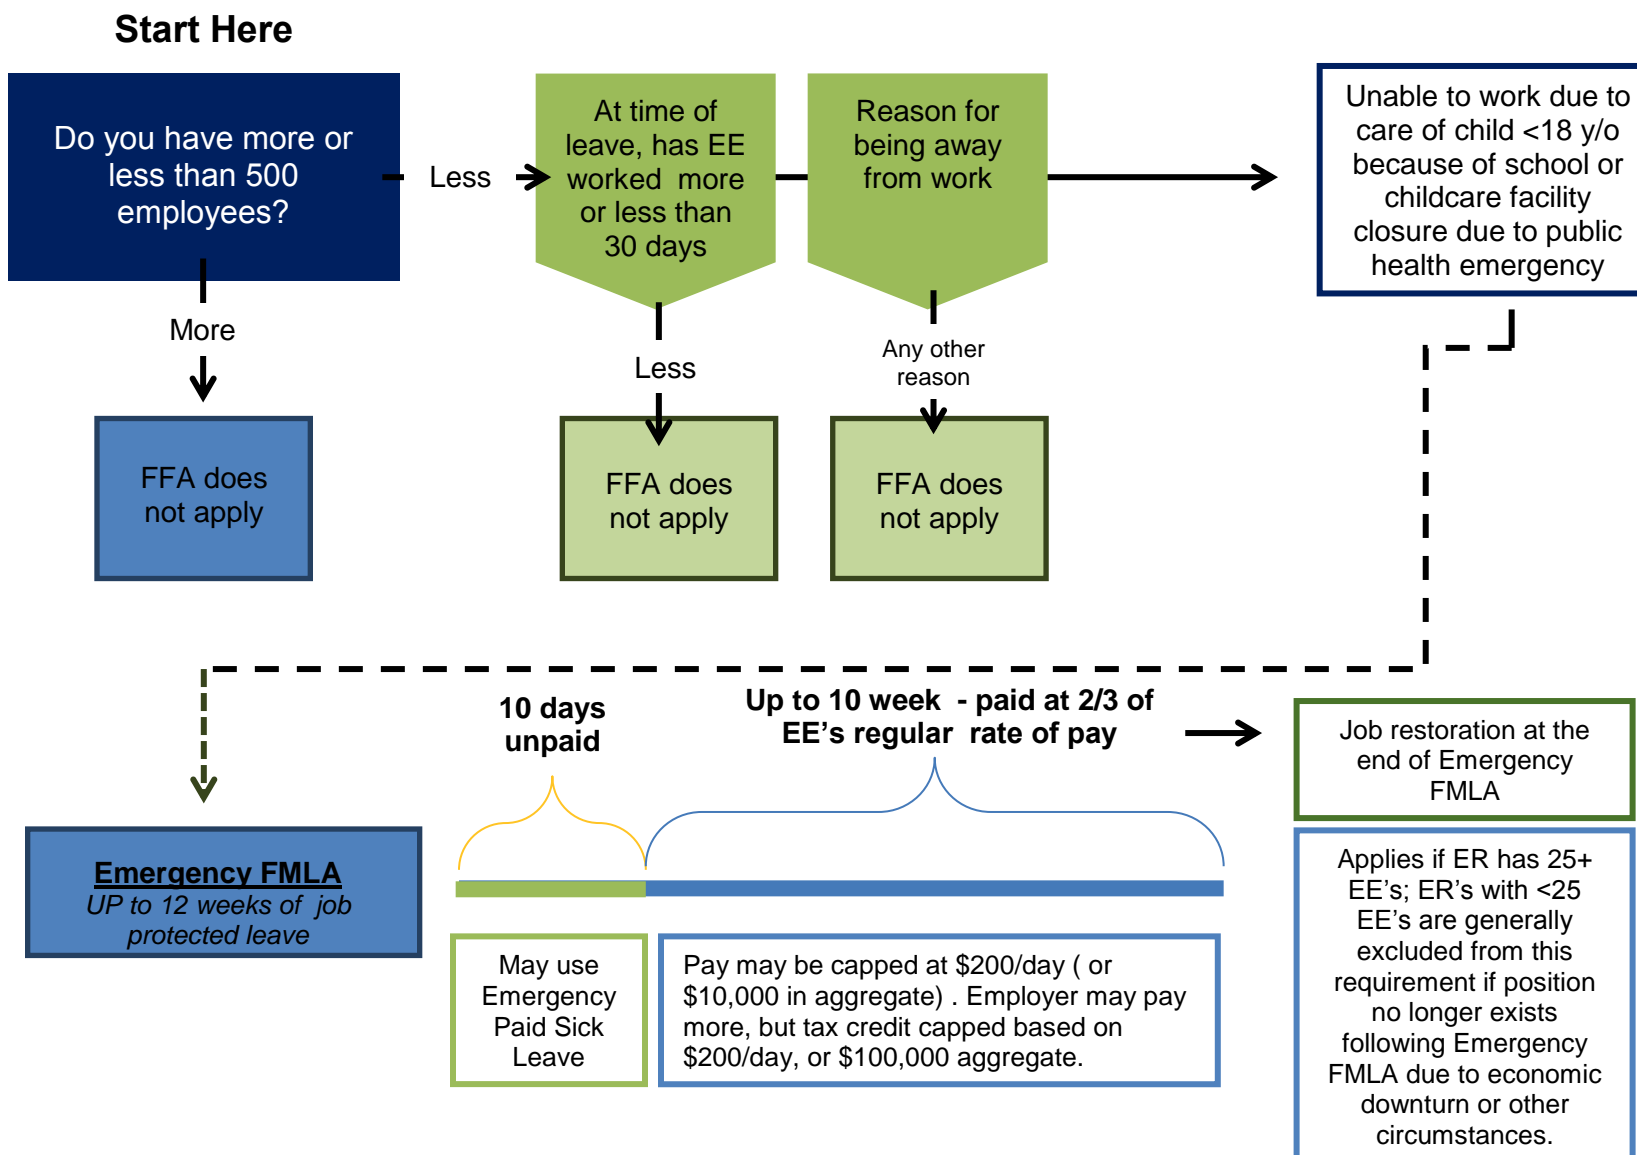 Start Here
Do you have more or
less than 500
employees?
Less
At time of
leave, has EE
worked  more
or less than
30 days
Reason for
being away
from work
Unable to work due to
care of child <18 y/o
because of school or
childcare facility
closure due to public
health emergency
More
Less
Any other
reason
FFA does
not apply
FFA does
not apply
FFA does
not apply
10 days
unpaid
Up to 10 week  - paid at 2/3 of
EE’s regular  rate of pay
Job restoration at the
end of Emergency
FMLA
Emergency FMLA
UP to 12 weeks of  job
protected leave
May use
Emergency
Paid Sick
Leave
Pay may be capped at $200/day ( or
$10,000 in aggregate) . Employer may pay
more, but tax credit capped based on
$200/day, or $100,000 aggregate.
Applies if ER has 25+
EE’s; ER’s with <25
EE’s are generally
excluded from this
requirement if position
no longer exists
following Emergency
FMLA due to economic
downturn or other
circumstances.